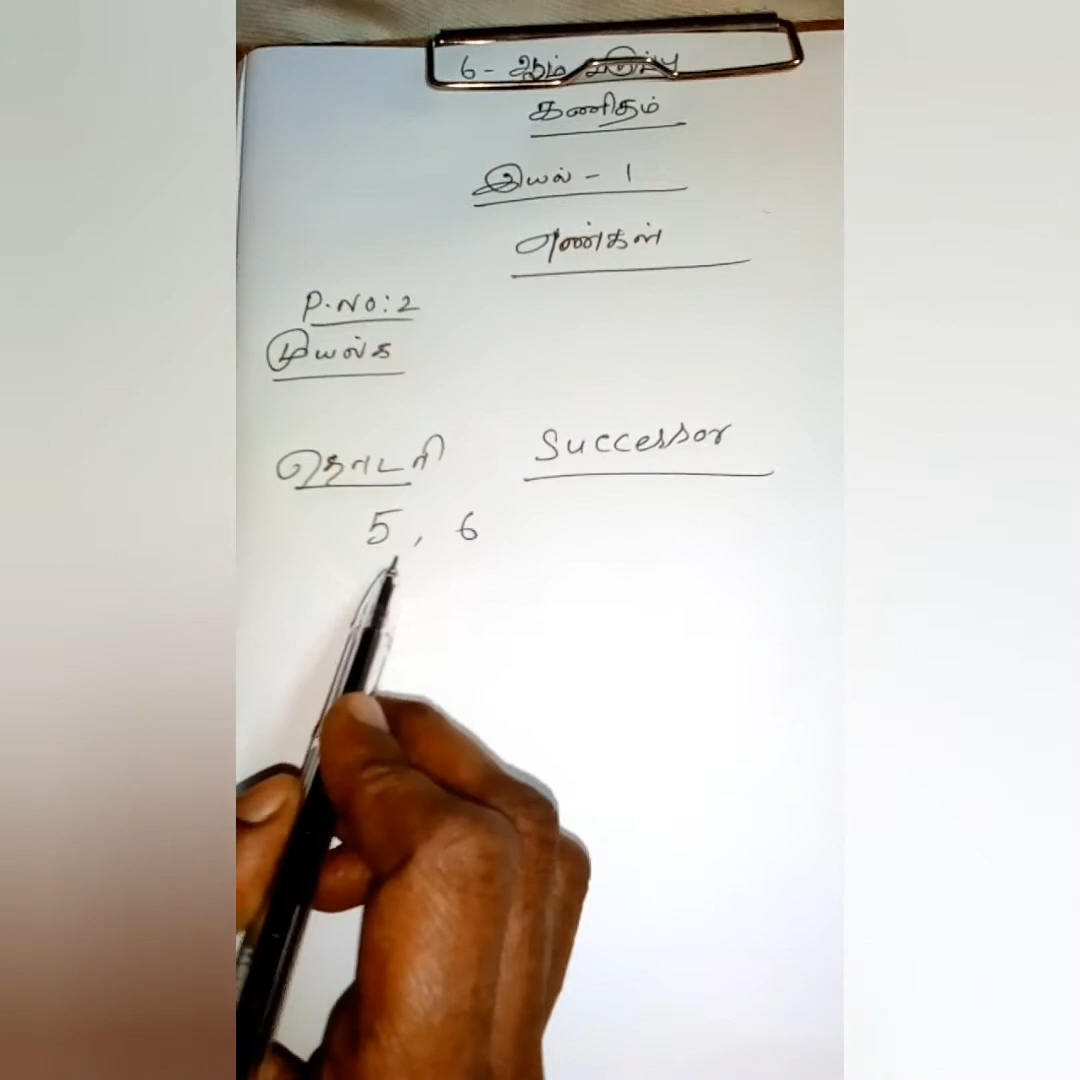 6 - ஆம் வகுப்பு
கணிதம்
இயல் - 1
எண்கள்
P.NO: 2
முயல்க
தொடரி Successor
5, 6